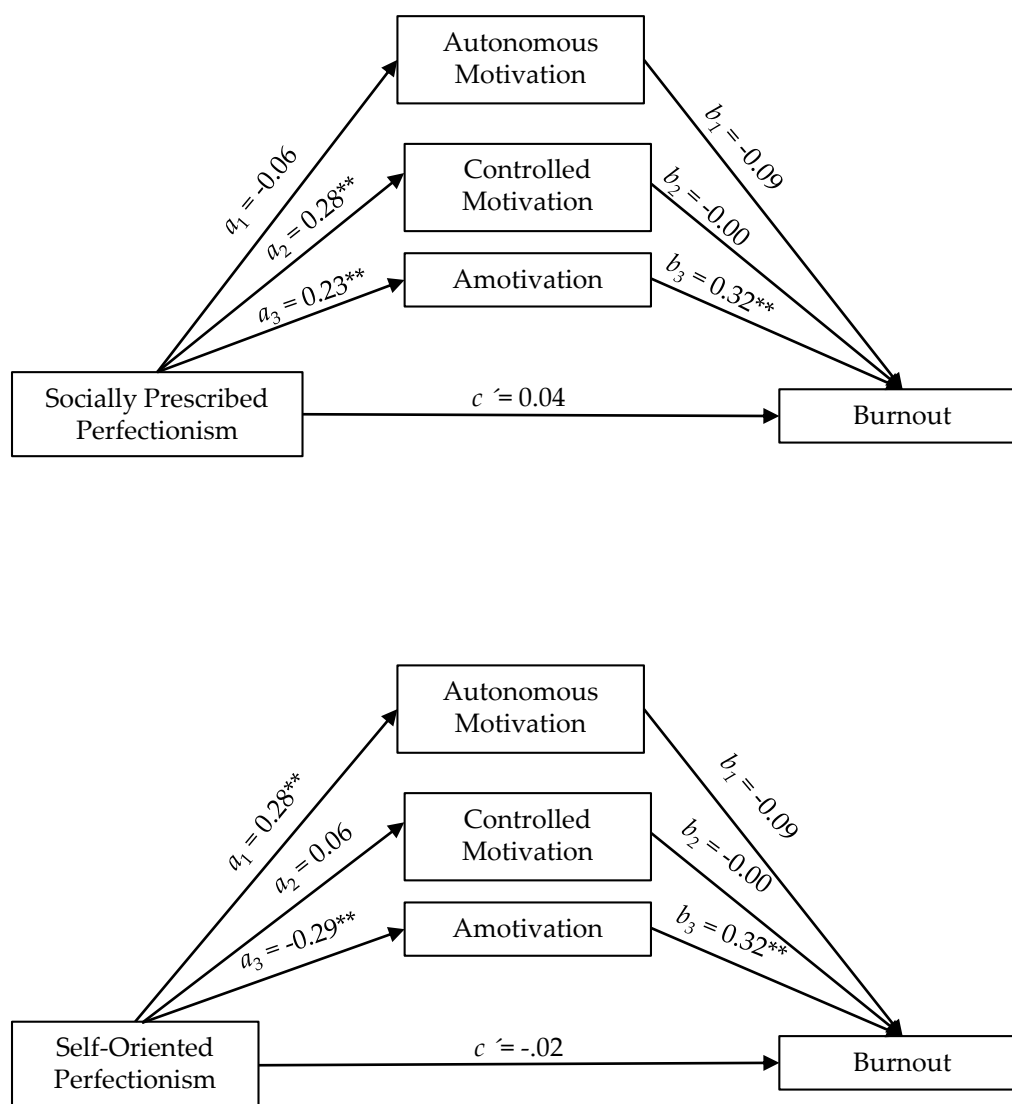 Autonomous
Motivation
a1 = -0.06
b1 = -0.09
Controlled
Motivation
a2 = 0.28**
b2 = -0.00
Amotivation
a3 = 0.23**
b3 = 0.32**
Socially Prescribed
Perfectionism
c ´= 0.04
Burnout
Autonomous
Motivation
a1 = 0.28**
b1 = -0.09
Controlled
Motivation
a2 = 0.06
b2 = -0.00
Amotivation
a3 = -0.29**
b3 = 0.32**
Self-Oriented
Perfectionism
c ´= -.02
Burnout